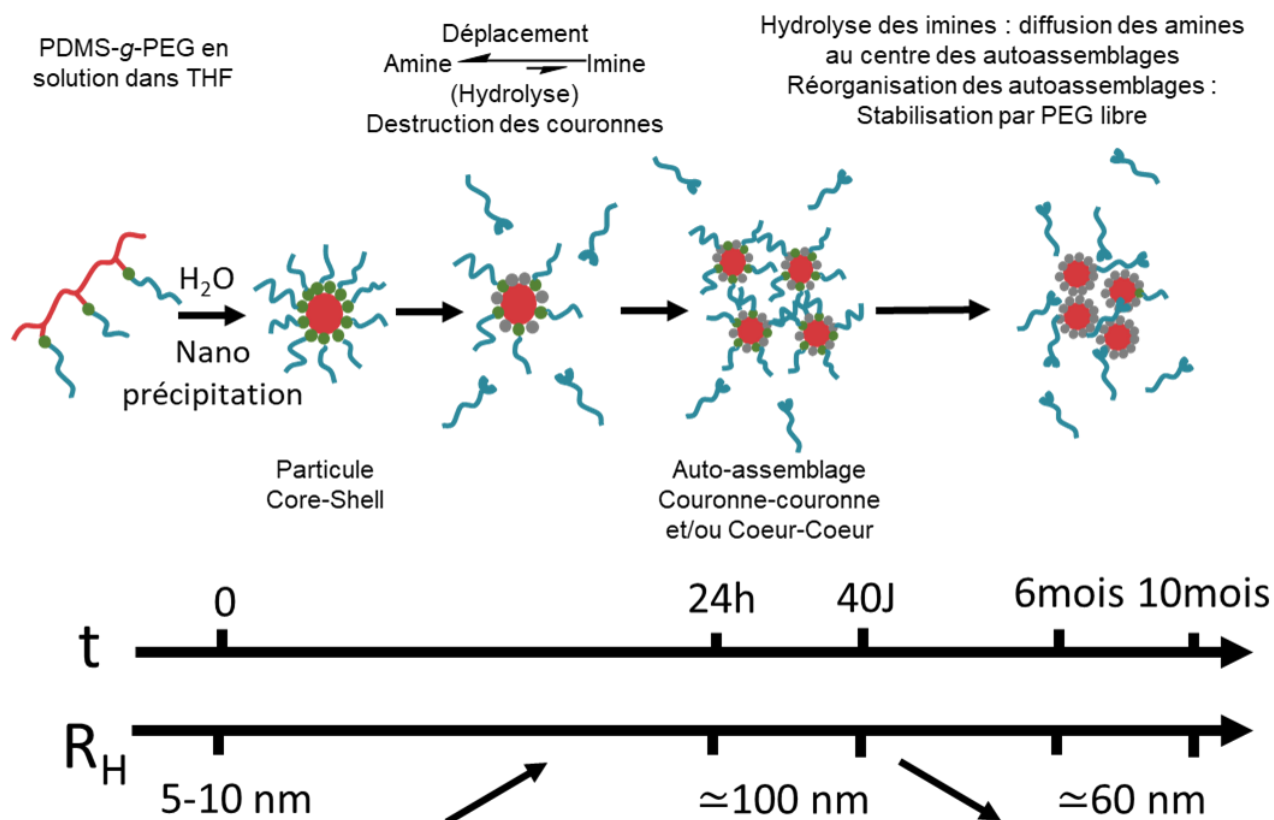 PDMS-g-PEG en
solution dans THF
Déplacement
Amine Imine
(Hydrolyse)
Destruction des couronnes
Hydrolyse des imines : diffusion des amines
au centre des autoassemblages
Réorganisation des autoassemblages :
Stabilisation par PEG libre
H₂O
Nano
précipitation
Particule
Core-Shell
Auto-assemblage
Couronne-couronne
et/ou Coeur-Coeur
t
0
24h
40J
6mois
10mois
R_H
5-10 nm
≃100 nm
≃60 nm